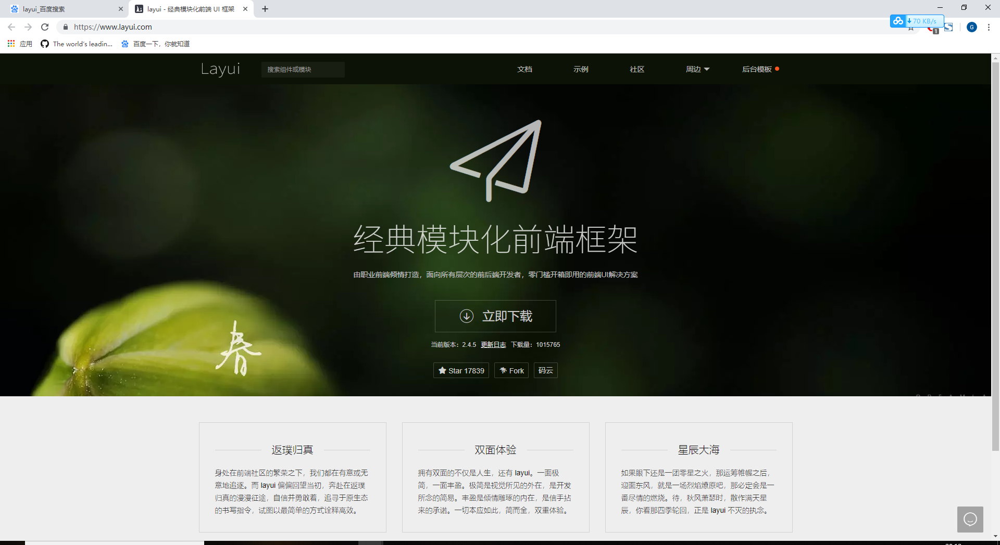 layui_百度搜索
layui - 经典模块化前端 UI 框架
https://www.layui.com
70 KB/s
1
G
应用
The world's leadin...
百度一下，你就知道
Layui
搜索组件或模块
文档
示例
社区
周边
后台模板
经典模块化前端框架
由职业前端倾情打造，面向所有层次的前后端开发者，零门槛开箱即用的前端UI解决方案
立即下载
当前版本：2.4.5 更新日志 下载量：1015765
Star 17839
Fork
码云
春
返璞归真
身处在前端社区的繁荣之下，我们都在有意或无
意地追逐。而 layui 偏偏回望当初，奔赴在返璞
归真的漫漫征途，自信并勇敢着，追寻于原生态
的书写指令，试图以最简单的方式诠释高效。
双面体验
拥有双面的不仅是人生，还有 layui。一面极
简，一面丰盈。极简是视觉所见的外在，是开发
所念的简易。丰盈是倾情雕琢的内在，是信手拈
来的承诺。一切本应如此，简而全，双重体验。
星辰大海
如果眼下还是一团零星之火，那运筹帷幄之后，
迎面东风，就是一场烈焰燎原吧，那必定会是一
番尽情的燃烧。待，秋风萧瑟时，散作满天星
辰，你看那四季轮回，正是 layui 不灭的执念。